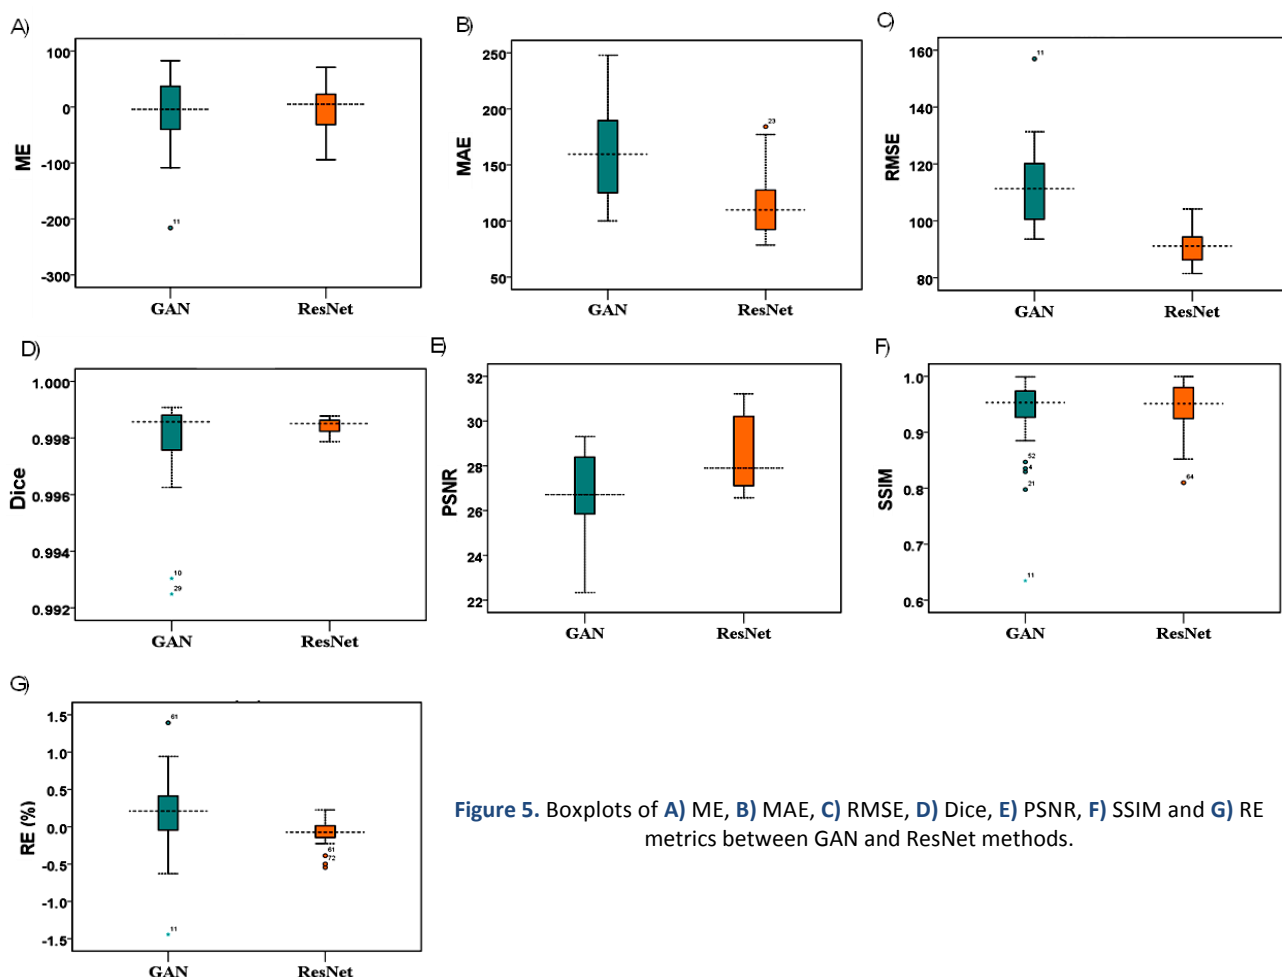 A)
100
0
-100
-200
-300
ME
11
GAN
ResNet
B)
250
200
150
100
50
MAE
23
GAN
ResNet
C)
160
140
120
100
80
RMSE
11
GAN
ResNet
D)
1.000
0.998
0.996
0.994
0.992
Dice
10
29
GAN
ResNet
E)
32
30
28
26
24
22
PSNR
GAN
ResNet
F)
1.0
0.9
0.8
0.7
0.6
SSIM
52
4
21
11
64
GAN
ResNet
G)
1.5
1.0
0.5
0.0
-0.5
-1.0
-1.5
RE (%)
61
11
61
72
GAN
ResNet
Figure 5. Boxplots of A) ME, B) MAE, C) RMSE, D) Dice, E) PSNR, F) SSIM and G) RE
metrics between GAN and ResNet methods.